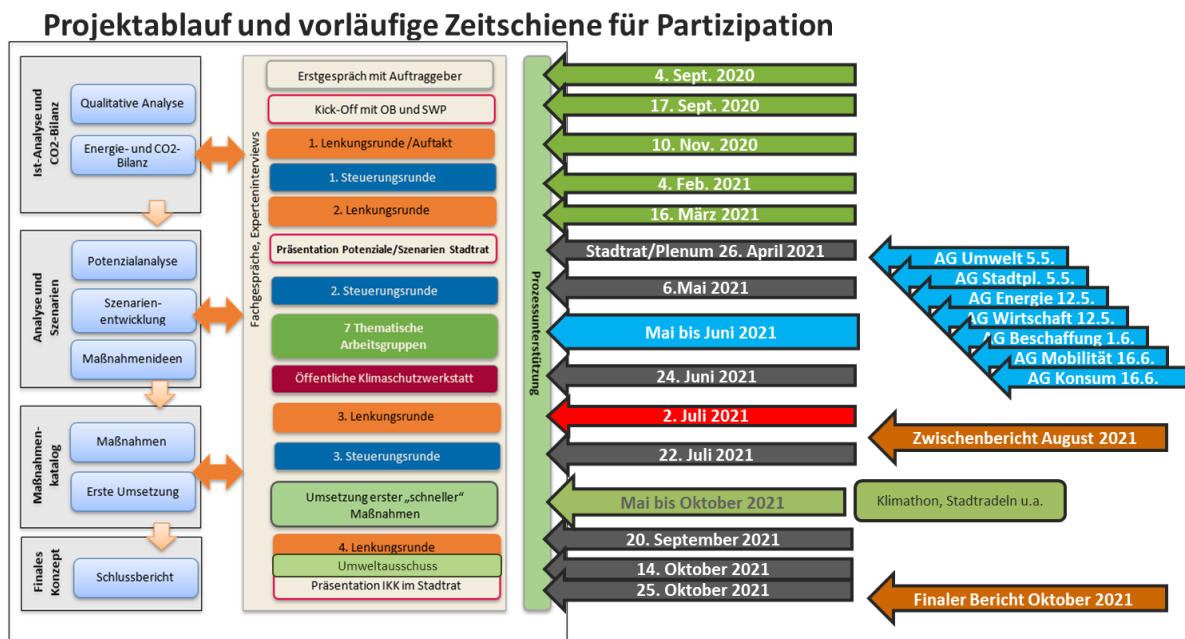 Projektablauf und vorläufige Zeitschiene für Partizipation
Ist-Analyse und
CO2-Bilanz
Qualitative Analyse
Energie- und CO2-
Bilanz
Analyse und
Szenarien
Potenzialanalyse
Szenarien-
entwicklung
Maßnahmenideen
Maßnahmen-
katalog
Maßnahmen
Erste Umsetzung
Finales
Konzept
Schlussbericht
Fachgespräche, Experteninterviews
Erstgespräch mit Auftraggeber
Kick-Off mit OB und SWP
1. Lenkungsrunde /Auftakt
1. Steuerungsrunde
2. Lenkungsrunde
Präsentation Potenziale/Szenarien Stadtrat
2. Steuerungsrunde
7 Thematische
Arbeitsgruppen
Öffentliche Klimaschutzwerkstatt
3. Lenkungsrunde
3. Steuerungsrunde
Umsetzung erster „schneller“
Maßnahmen
4. Lenkungsrunde
Umweltausschuss
Präsentation IKK im Stadtrat
Prozessunterstützung
4. Sept. 2020
17. Sept. 2020
10. Nov. 2020
4. Feb. 2021
16. März 2021
Stadtrat/Plenum 26. April 2021
6.Mai 2021
Mai bis Juni 2021
24. Juni 2021
2. Juli 2021
22. Juli 2021
Mai bis Oktober 2021
20. September 2021
14. Oktober 2021
25. Oktober 2021
AG Umwelt 5.5.
AG Stadtpl. 5.5.
AG Energie 12.5.
AG Wirtschaft 12.5.
AG Beschaffung 1.6.
AG Mobilität 16.6.
AG Konsum 16.6.
Zwischenbericht August 2021
Klimathon, Stadtradeln u.a.
Finaler Bericht Oktober 2021